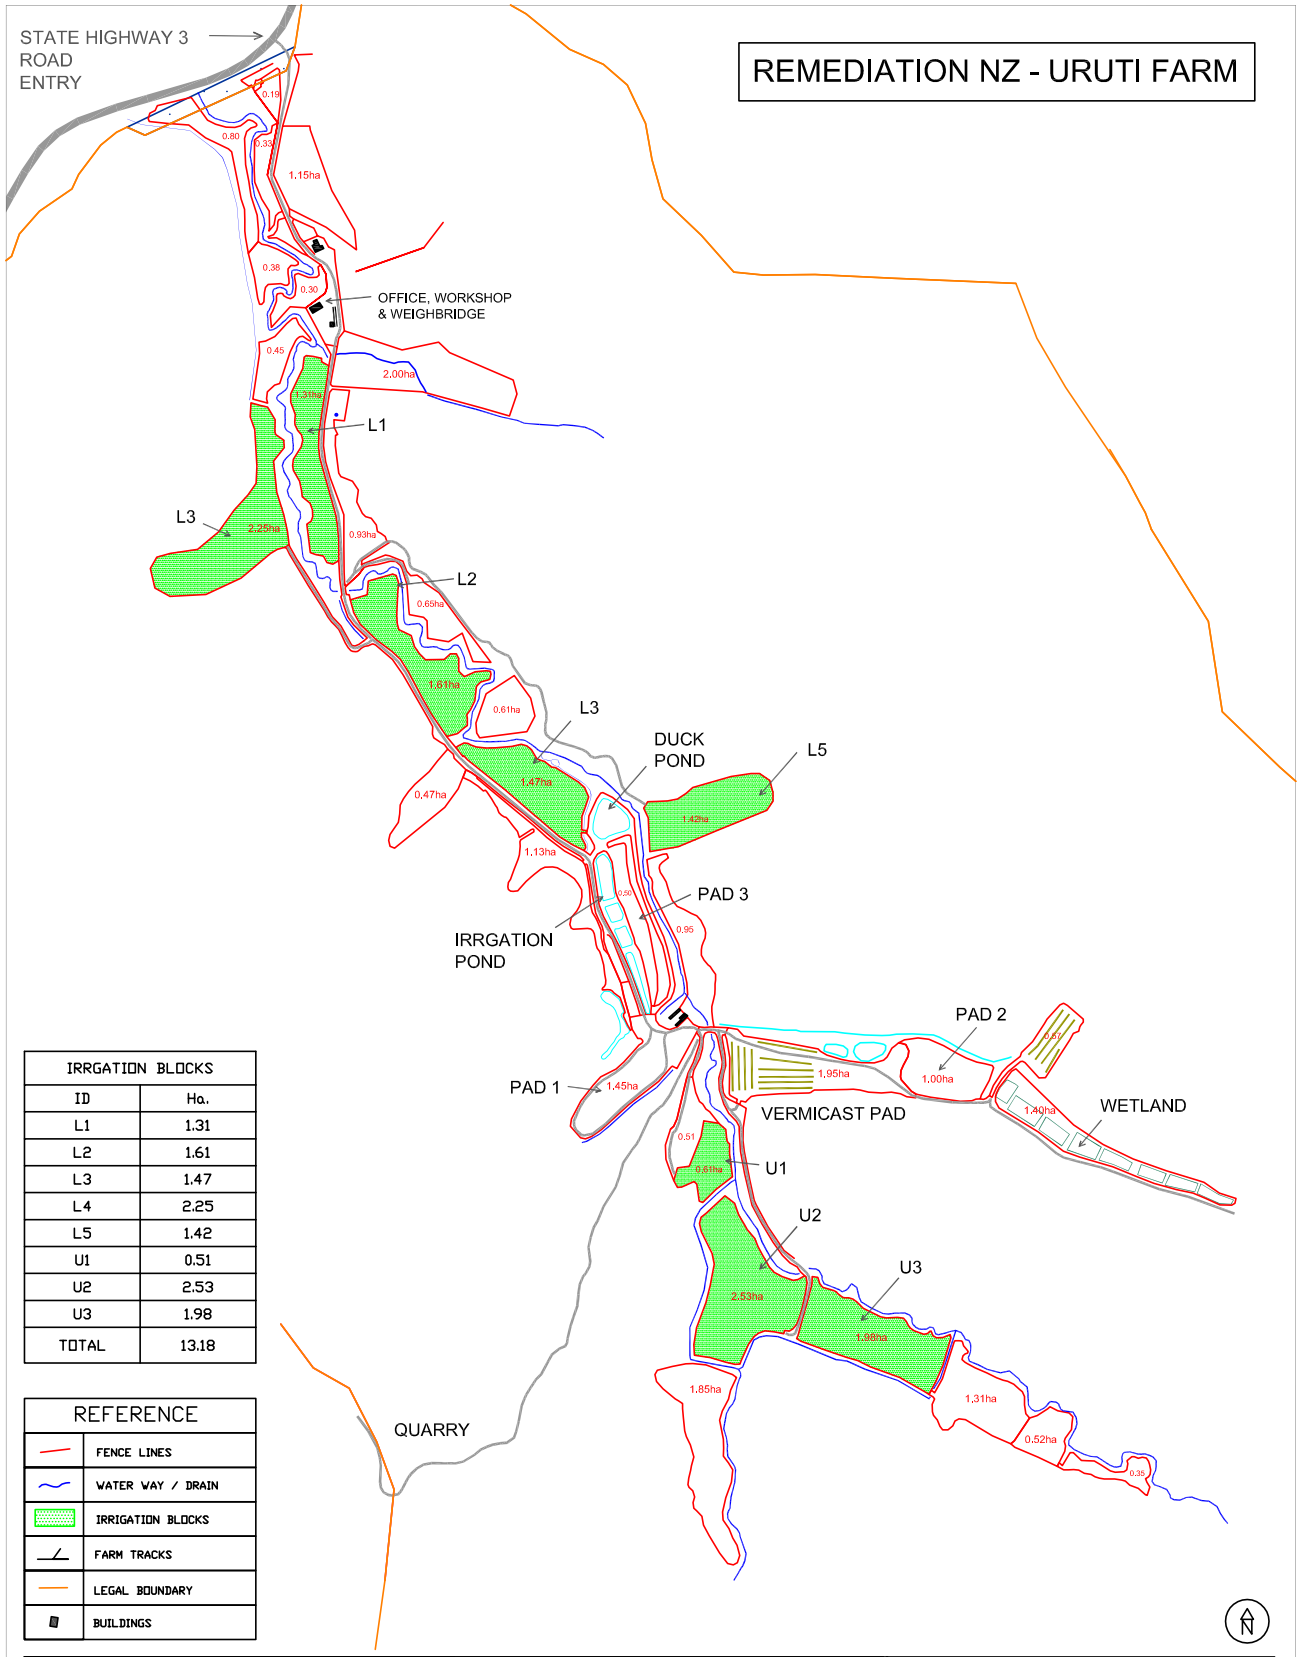 STATE HIGHWAY 3
ROAD
ENTRY
REMEDIATION NZ - URUTI FARM
0.19
0.80
0.33
1.15ha
0.38
0.30
OFFICE, WORKSHOP
& WEIGHBRIDGE
0.45
2.00ha
1.31ha
L1
L3
2.25ha
0.93ha
L2
0.65ha
1.61ha
0.61ha
L3
DUCK
POND
L5
1.47ha
0.47ha
1.42ha
1.13ha
0.50
PAD 3
0.95
IRRGATION
POND
PAD 2
0.57
1.95ha
1.00ha
PAD 1
1.45ha
VERMICAST PAD
1.40ha
WETLAND
0.51
0.61ha
U1
U2
U3
2.53ha
1.98ha
1.85ha
1.31ha
0.52ha
0.35
QUARRY
IRRGATION BLOCKS
ID Ha.
L1 1.31
L2 1.61
L3 1.47
L4 2.25
L5 1.42
U1 0.51
U2 2.53
U3 1.98
TOTAL 13.18
REFERENCE
FENCE LINES
WATER WAY / DRAIN
IRRIGATION BLOCKS
FARM TRACKS
LEGAL BOUNDARY
BUILDINGS
N